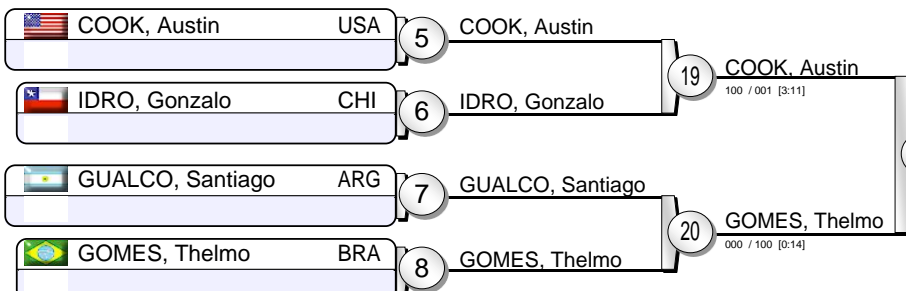 COOK, Austin USA
5
COOK, Austin
IDRO, Gonzalo CHI
6
IDRO, Gonzalo
19
COOK, Austin
100 / 001 [3:11]
GUALCO, Santiago ARG
7
GUALCO, Santiago
GOMES, Thelmo BRA
8
GOMES, Thelmo
20
GOMES, Thelmo
000 / 100 [0:14]